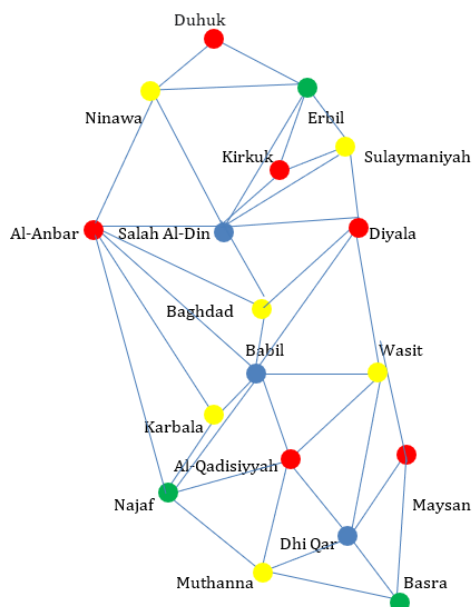 Duhuk
Ninawa
Erbil
Kirkuk
Sulaymaniyah
Al-Anbar
Salah Al-Din
Diyala
Baghdad
Babil
Wasit
Karbala
Al-Qadisiyyah
Najaf
Maysan
Dhi Qar
Muthanna
Basra